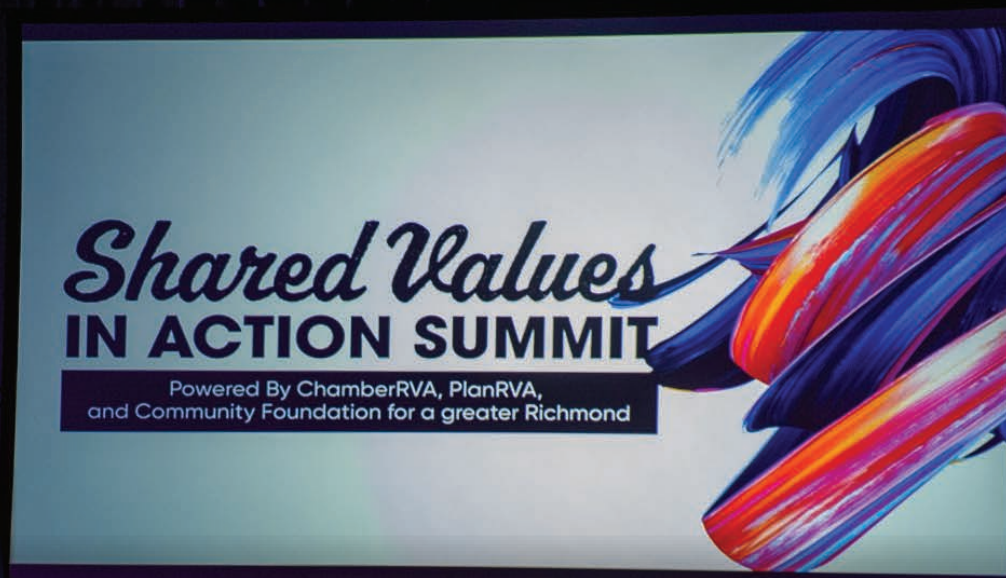 Shared Values
IN ACTION SUMMIT
Powered By ChamberRVA, PlanRVA,
and Community Foundation for a greater Richmond